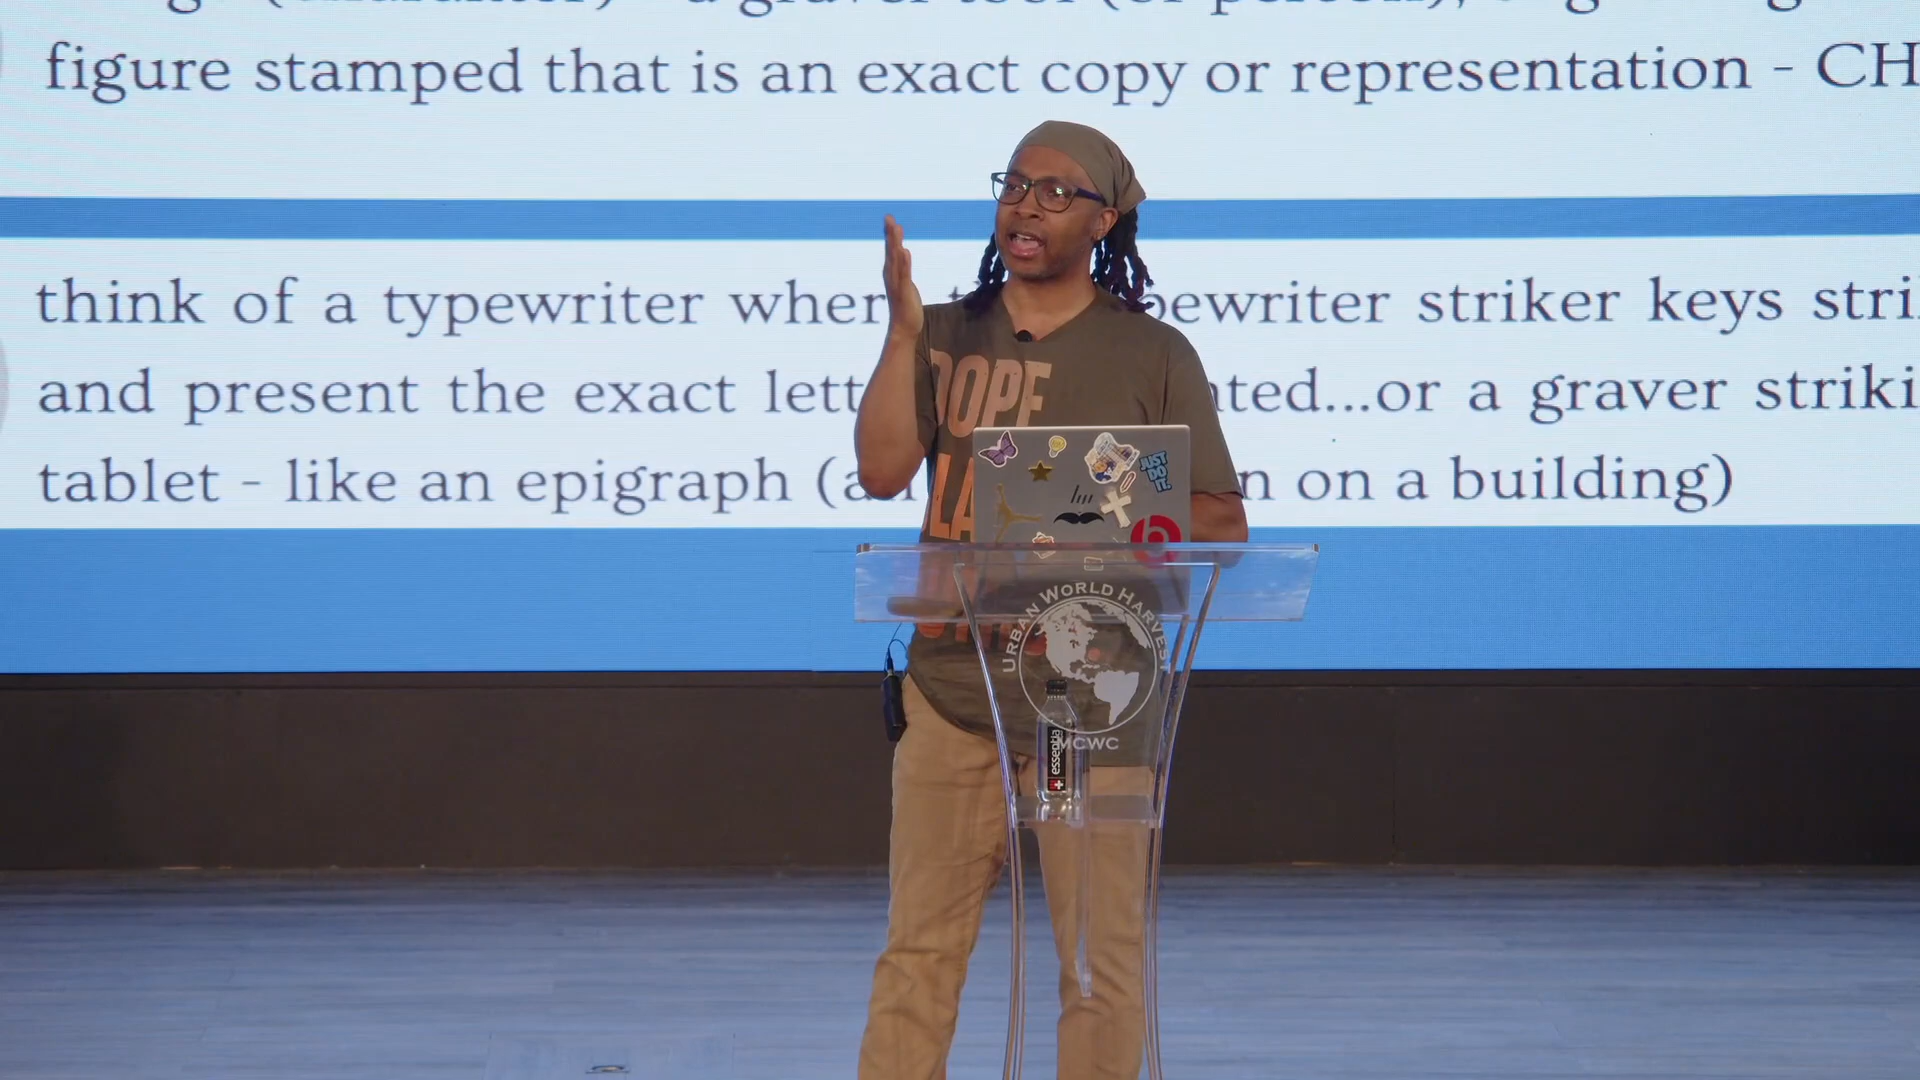 figure stamped that is an exact copy or representation - CH
think of a typewriter wher pewriter striker keys stri
and present the exact lett ted...or a graver striki
tablet - like an epigraph (a n on a building)
DOPE
LA
JUST
DO
IT.
URBAN WORLD HARVEST
MCWC
essentia